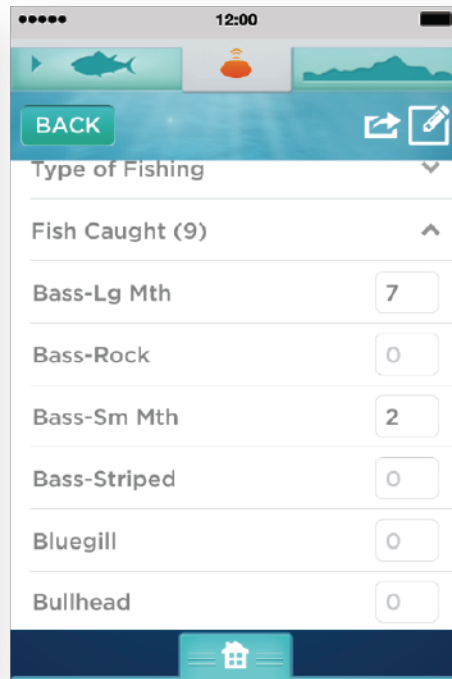 12:00
BACK
Type of Fishing
Fish Caught (9)
Bass-Lg Mth 7
Bass-Rock 0
Bass-Sm Mth 2
Bass-Striped 0
Bluegill 0
Bullhead 0